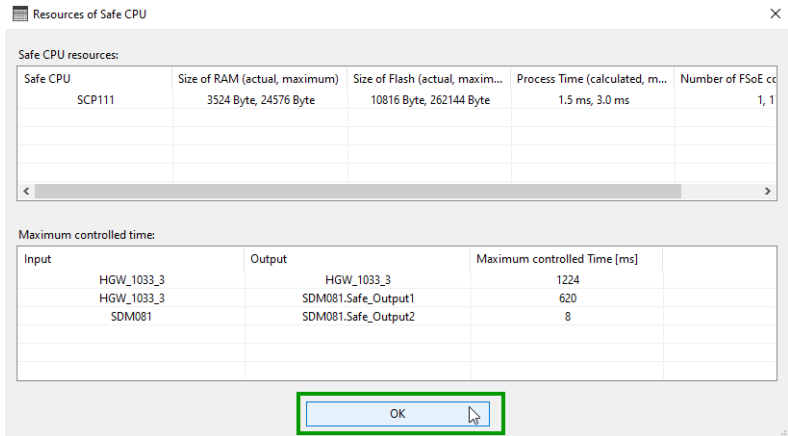 Resources of Safe CPU
Safe CPU resources:
Safe CPU Size of RAM (actual, maximum) Size of Flash (actual, maxim... Process Time (calculated, m... Number of FSoE cc
SCP111 3524 Byte, 24576 Byte 10816 Byte, 262144 Byte 1.5 ms, 3.0 ms 1, 1
Maximum controlled time:
Input Output Maximum controlled Time [ms]
HGW_1033_3 HGW_1033_3 1224
HGW_1033_3 SDM081.Safe_Output1 620
SDM081 SDM081.Safe_Output2 8
OK